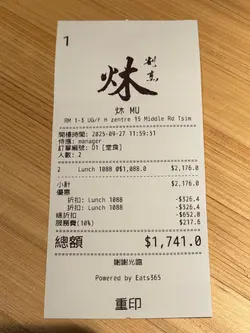 1
割烹
炑 MU
RM 1-3 UG/F H zentre 15 Middle Rd Tsim
開檯時間: 2025-09-27 11:59:31
侍應: manager
訂單編號: D1 [堂食]
人數: 2
2 Lunch 1088 @$1,088.0 $2,176.0
小計 $2,176.0
優惠
折扣: Lunch 1088 -$326.4
折扣: Lunch 1088 -$326.4
總折扣 -$652.8
服務費(10%) $217.6
總額 $1,741.0
謝謝光臨
Powered by Eats365
重印